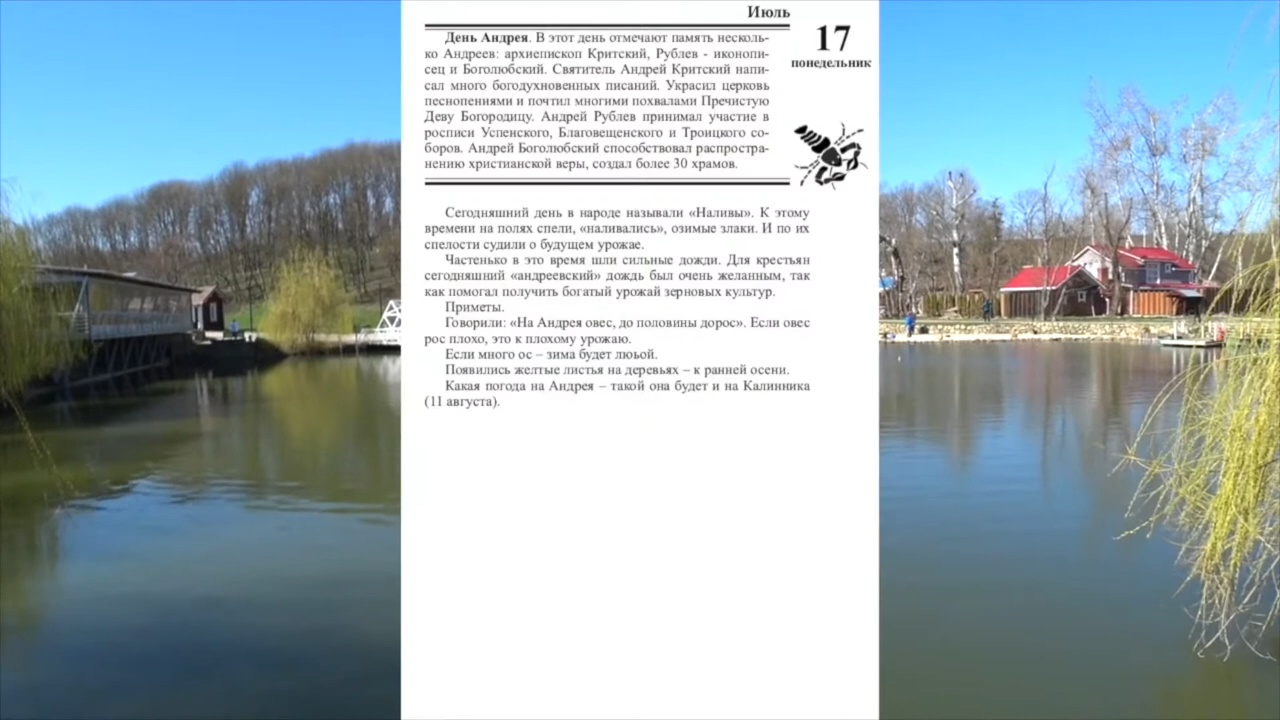 Июль
17
понедельник
День Андрея. В этот день отмечают память несколь-
ко Андреев: архиепископ Критский, Рублев - иконопи-
сец и Боголюбский. Святитель Андрей Критский напи-
сал много богодухновенных писаний. Украсил церковь
песнопениями и почтил многими похвалами Пречистую
Деву Богородицу. Андрей Рублев принимал участие в
росписи Успенского, Благовещенского и Троицкого со-
боров. Андрей Боголюбский способствовал распростра-
нению христианской веры, создал более 30 храмов.
Сегодняшний день в народе называли «Наливы». К этому
времени на полях спели, «наливались», озимые злаки. И по их
спелости судили о будущем урожае.
Частенько в это время шли сильные дожди. Для крестьян
сегодняшний «андреевский» дождь был очень желанным, так
как помогал получить богатый урожай зерновых культур.
Приметы.
Говорили: «На Андрея овес, до половины дорос». Если овес
рос плохо, это к плохому урожаю.
Если много ос – зима будет люьой.
Появились желтые листья на деревьях – к ранней осени.
Какая погода на Андрея – такой она будет и на Калинника
(11 августа).